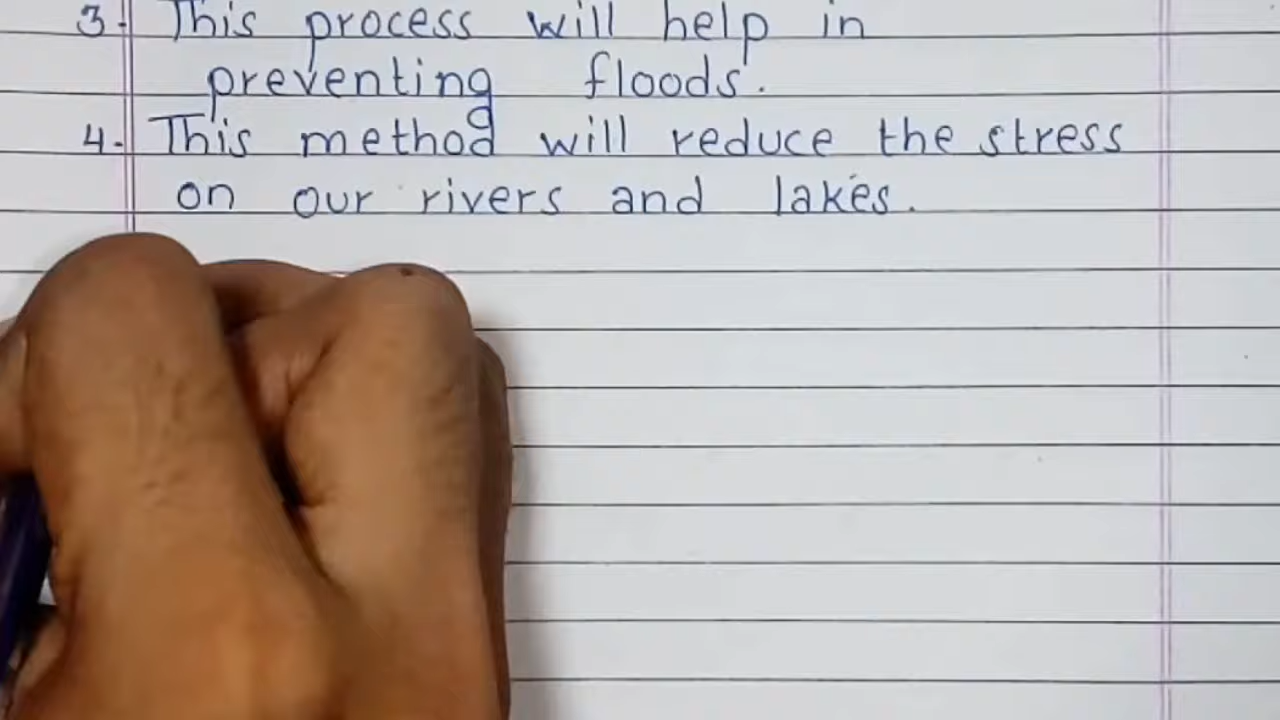 3. This process will help in
preventing floods.
4. This method will reduce the stress
on our rivers and lakes.